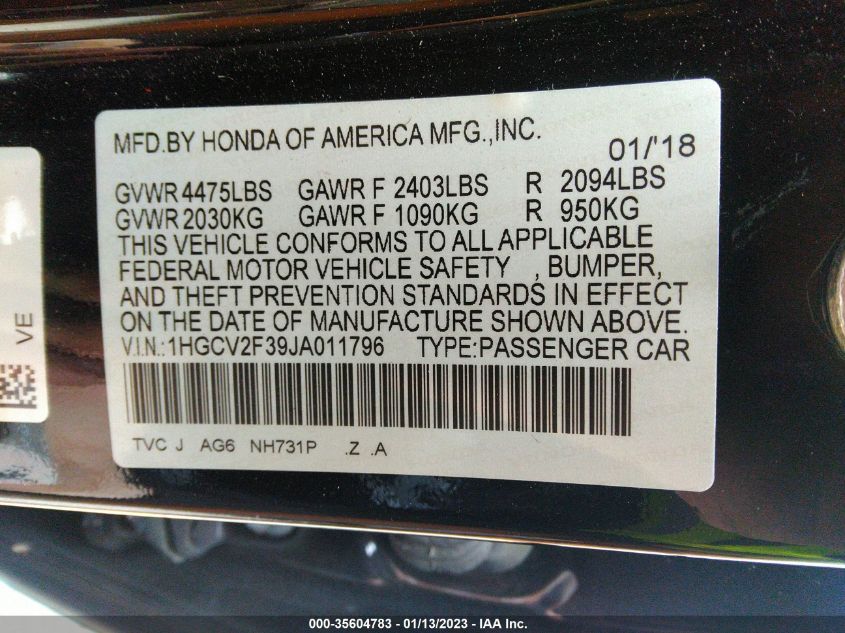 MFD.BY HONDA OF AMERICA MFG.,INC. 01/'18
GVWR 4475LBS GAWR F 2403LBS R 2094LBS
GVWR 2030KG GAWR F 1090KG R 950KG
THIS VEHICLE CONFORMS TO ALL APPLICABLE
FEDERAL MOTOR VEHICLE SAFETY , BUMPER,
AND THEFT PREVENTION STANDARDS IN EFFECT
ON THE DATE OF MANUFACTURE SHOWN ABOVE.
V.I.N.:1HGCV2F39JA011796 TYPE:PASSENGER CAR
TVC J AG6 NH731P .Z .A
VE
000-35604783 — 01/13/2023 — IAA Inc.